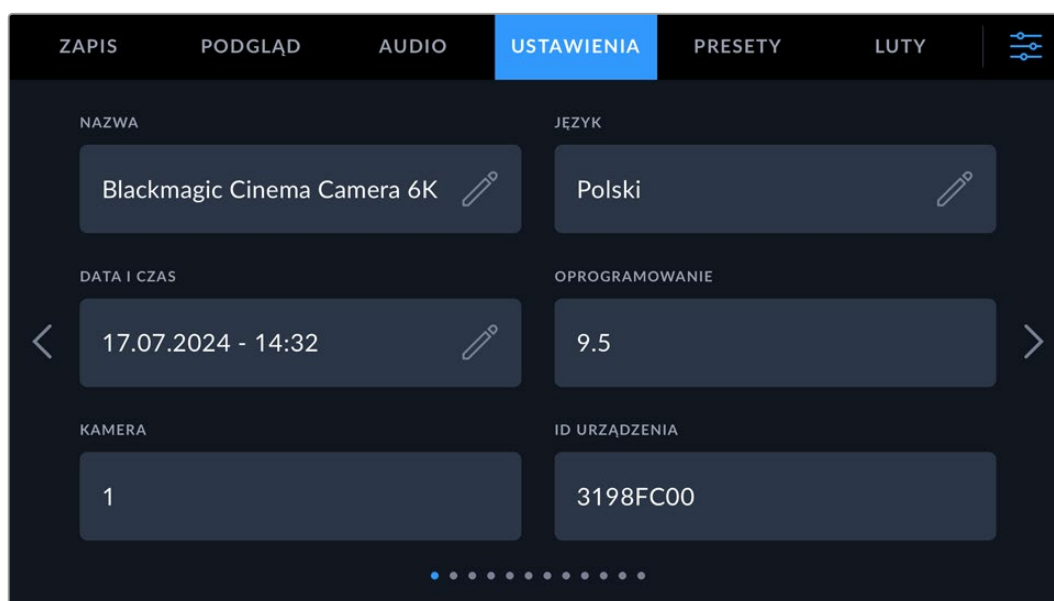 ZAPIS PODGLĄD AUDIO USTAWIENIA PRESETY LUTY
NAZWA JĘZYK
Blackmagic Cinema Camera 6K Polski
DATA I CZAS OPROGRAMOWANIE
17.07.2024 - 14:32 9.5
KAMERA ID URZĄDZENIA
1 3198FC00